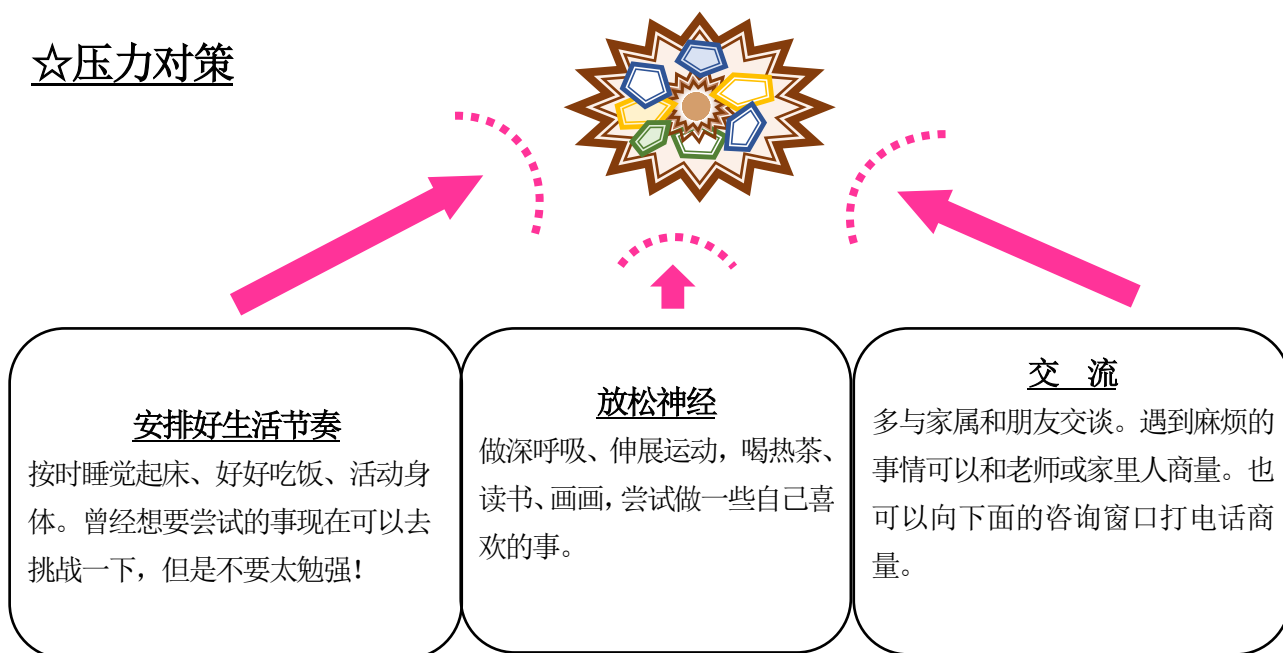 ☆压力对策
安排好生活节奏
按时睡觉起床、好好吃饭、活动身
体。曾经想要尝试的事现在可以去
挑战一下，但是不要太勉强！
放松神经
做深呼吸、伸展运动，喝热茶、
读书、画画，尝试做一些自己喜
欢的事。
交　流
多与家属和朋友交谈。遇到麻烦的
事情可以和老师或家里人商量。也
可以向下面的咨询窗口打电话商
量。